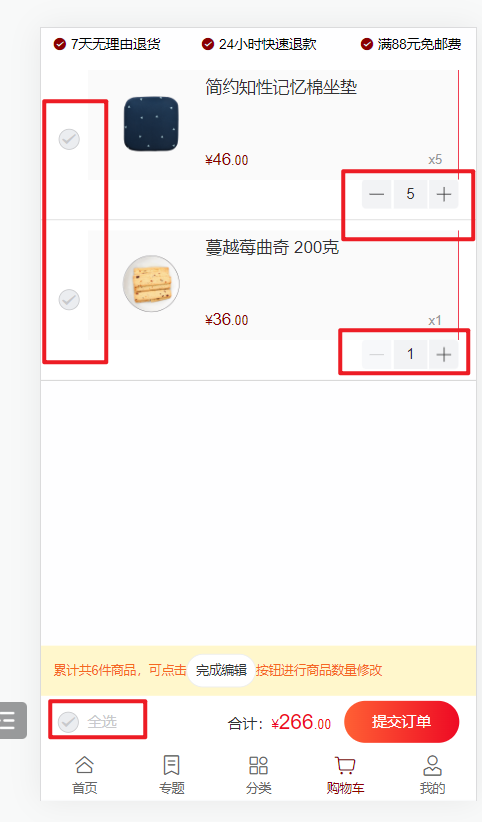 7天无理由退货 24小时快速退款 满88元免邮费
简约知性记忆棉坐垫
¥46.00 x5
— 5 +
蔓越莓曲奇 200克
¥36.00 x1
— 1 +
累计共6件商品，可点击 完成编辑 按钮进行商品数量修改
全选 合计：¥266.00 提交订单
首页 专题 分类 购物车 我的